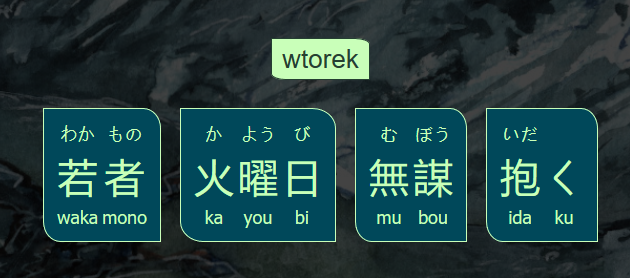 wtorek
わか もの か よう び む ぼう いだ
若者 火曜日 無謀 抱く
waka mono ka you bi mu bou ida ku